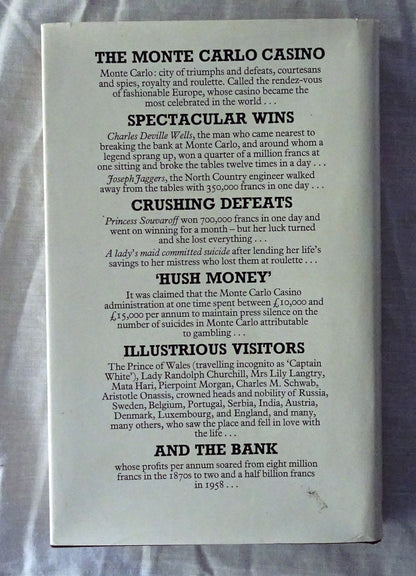 THE MONTE CARLO CASINO
Monte Carlo: city of triumphs and defeats, courtesans
and spies, royalty and roulette. Called the rendez-vous
of fashionable Europe, whose casino became the
most celebrated in the world . . .
SPECTACULAR WINS
Charles Deville Wells, the man who came nearest to
breaking the bank at Monte Carlo, and around whom a
legend sprang up, won a quarter of a million francs at
one sitting and broke the tables twelve times in a day . . .
Joseph Jaggers, the North Country engineer walked
away from the tables with 350,000 francs in one day . . .
CRUSHING DEFEATS
Princess Souvaroff won 700,000 francs in one day and
went on winning for a month – but her luck turned
and she lost everything . . .
A lady's maid committed suicide after lending her life's
savings to her mistress who lost them at roulette . . .
'HUSH MONEY'
It was claimed that the Monte Carlo Casino
administration at one time spent between £10,000 and
£15,000 per annum to maintain press silence on the
number of suicides in Monte Carlo attributable
to gambling . . .
ILLUSTRIOUS VISITORS
The Prince of Wales (travelling incognito as 'Captain
White'), Lady Randolph Churchill, Mrs Lily Langtry,
Mata Hari, Pierpoint Morgan, Charles M. Schwab,
Aristotle Onassis, crowned heads and nobility of Russia,
Sweden, Belgium, Portugal, Serbia, India, Austria,
Denmark, Luxembourg, and England, and many,
many others, who saw the place and fell in love with
the life . . .
AND THE BANK
whose profits per annum soared from eight million
francs in the 1870s to two and a half billion francs
in 1958 . . .